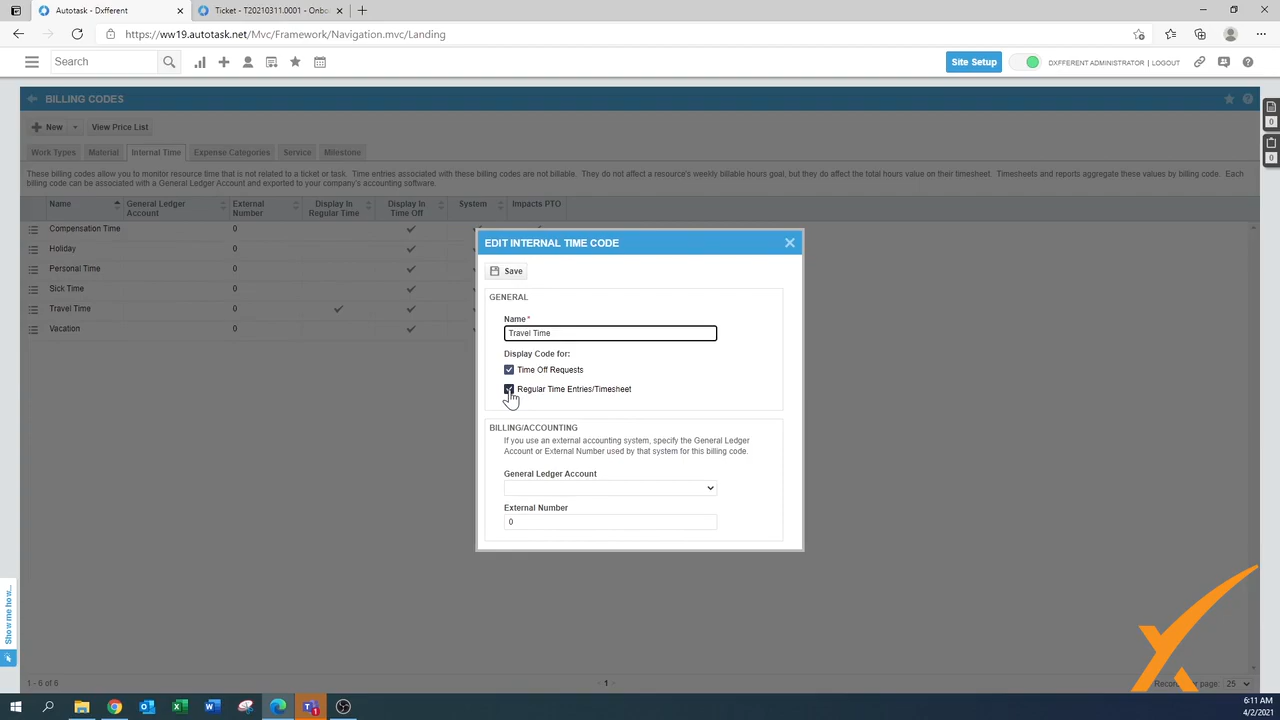 Autotask - Dxfferent
Ticket - T20210311.0001 - Onbo
https://ww19.autotask.net/Mvc/Framework/Navigation.mvc/Landing
Search
Site Setup
DXFFERENT ADMINISTRATOR | LOGOUT
BILLING CODES
New
View Price List
0
Work Types
Material
Internal Time
Expense Categories
Service
Milestone
0
These billing codes allow you to monitor resource time that is not related to a ticket or task. Time entries associated with these billing codes are not billable. They do not affect a resource's weekly billable hours goal, but they do affect the total hours value on their timesheet. Timesheets and reports aggregate these values by billing code. Each
billing code can be associated with a General Ledger Account and exported to your company's accounting software.
Name
General Ledger Account
External Number
Display In Regular Time
Display In Time Off
System
Impacts PTO
Compensation Time 0
Holiday 0
Personal Time 0
Sick Time 0
Travel Time 0
Vacation 0
EDIT INTERNAL TIME CODE
Save
GENERAL
Name*
Travel Time
Display Code for:
Time Off Requests
Regular Time Entries/Timesheet
BILLING/ACCOUNTING
If you use an external accounting system, specify the General Ledger
Account or External Number used by that system for this billing code.
General Ledger Account
External Number
0
Show me how...
1 - 6 of 6
1
per page: 25
6:11 AM
4/2/2021